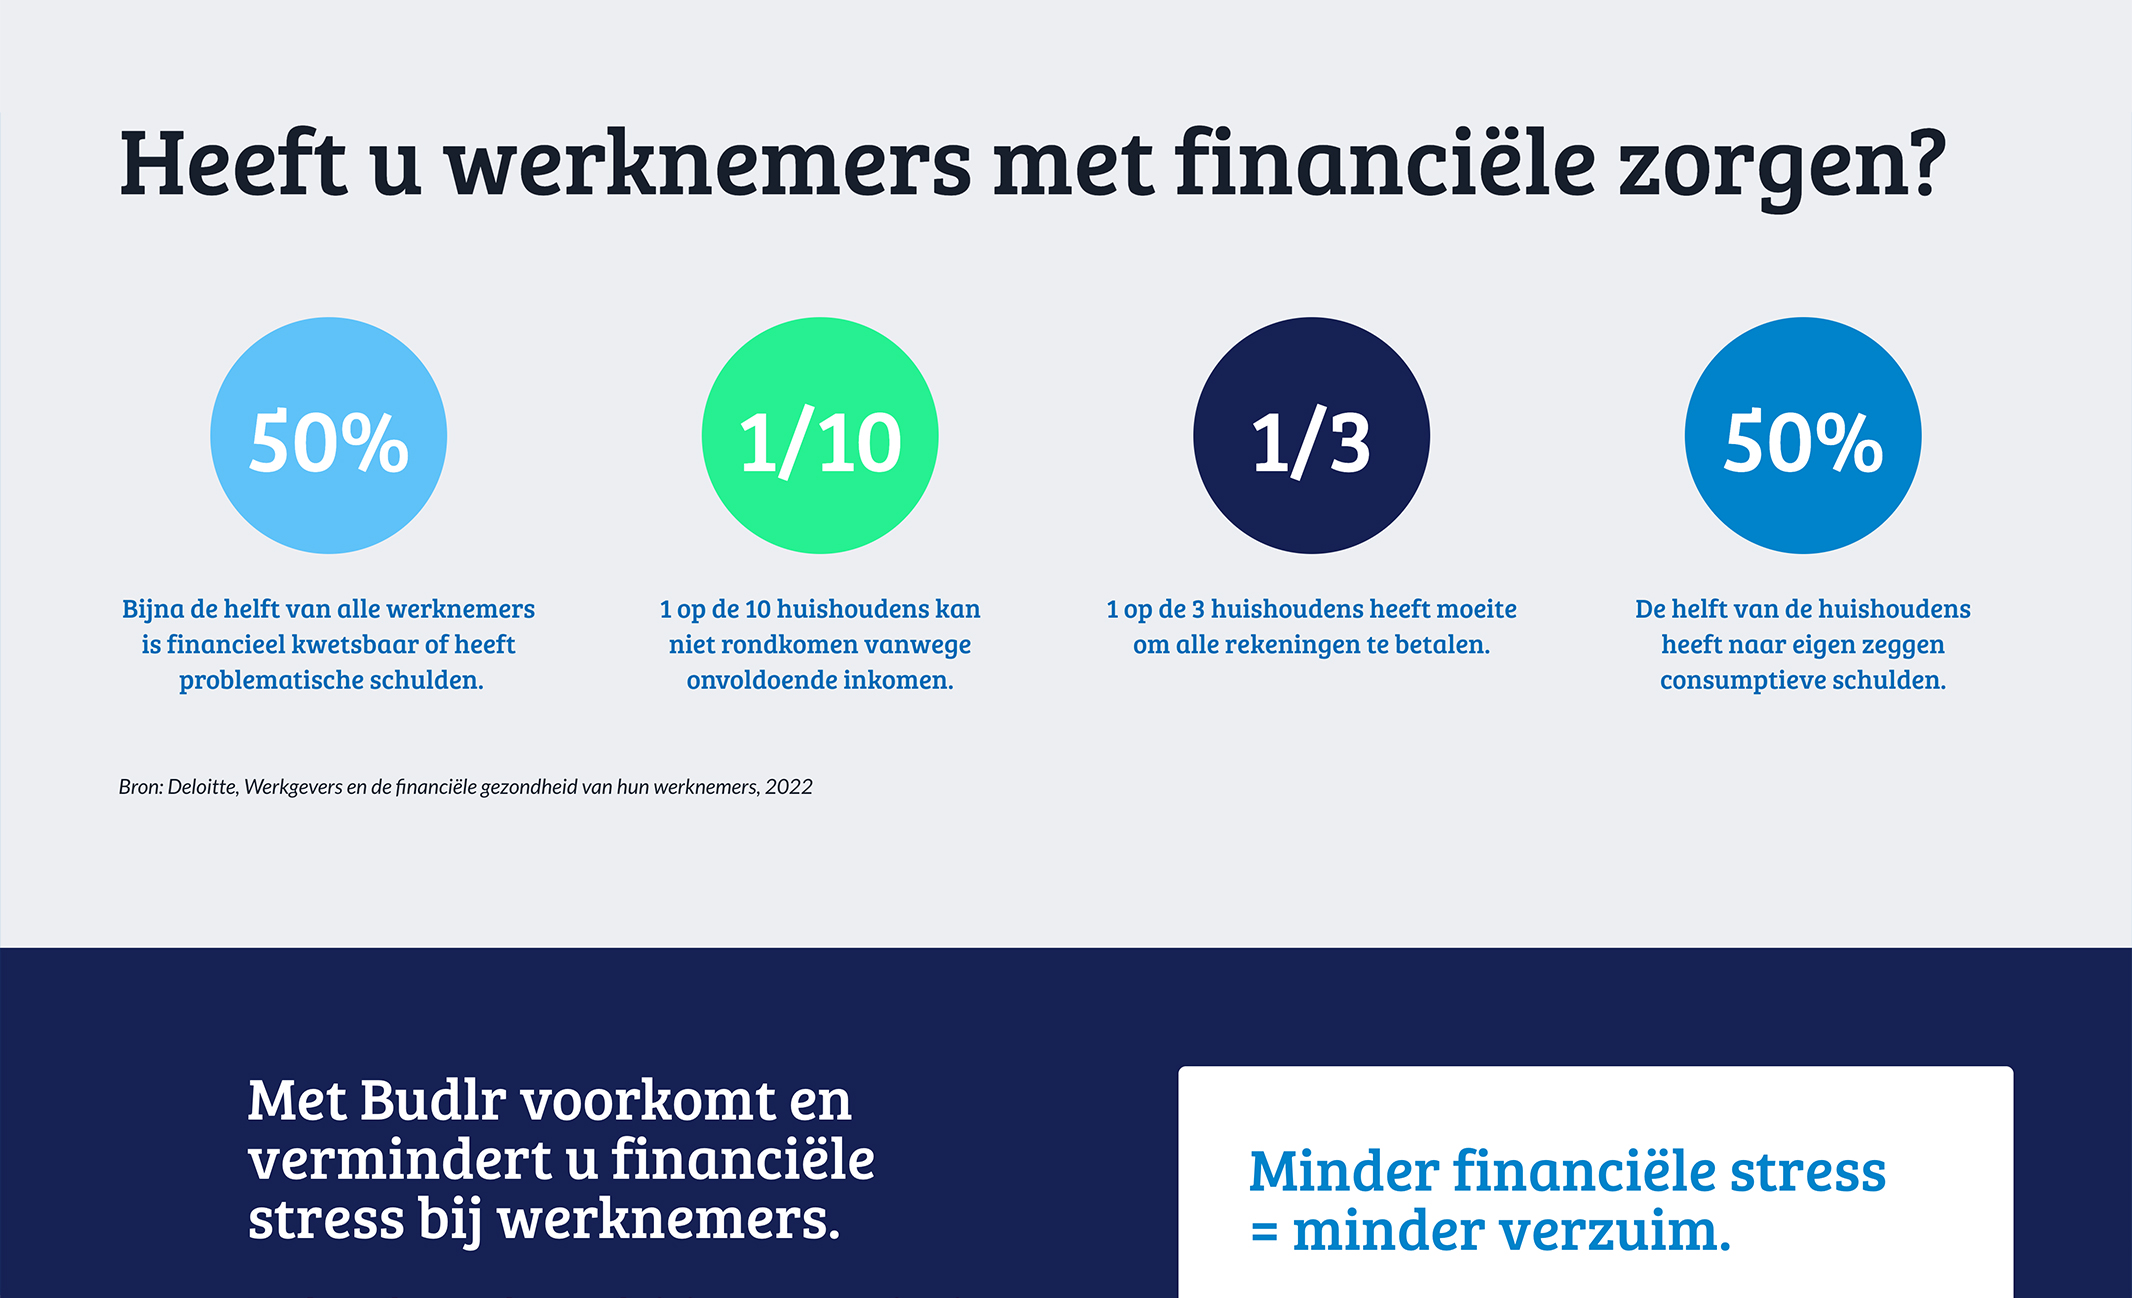 Heeft u werknemers met financiële zorgen?
50%
1/10
1/3
50%
Bijna de helft van alle werknemers
is financieel kwetsbaar of heeft
problematische schulden.
1 op de 10 huishoudens kan
niet rondkomen vanwege
onvoldoende inkomen.
1 op de 3 huishoudens heeft moeite
om alle rekeningen te betalen.
De helft van de huishoudens
heeft naar eigen zeggen
consumptieve schulden.
Bron: Deloitte, Werkgevers en de financiële gezondheid van hun werknemers, 2022
Met Budlr voorkomt en
vermindert u financiële
stress bij werknemers.
Minder financiële stress
= minder verzuim.